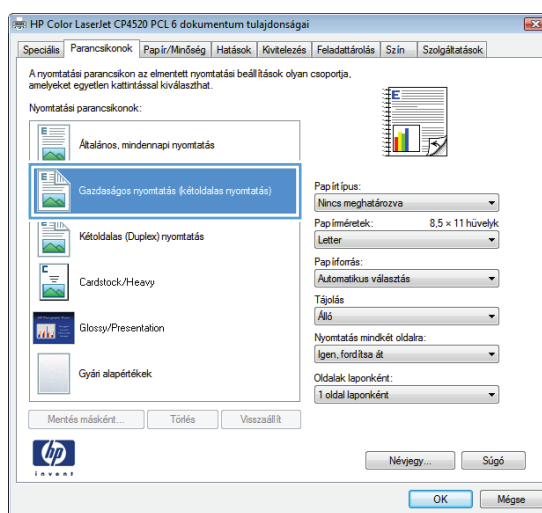 HP Color LaserJet CP4520 PCL 6 dokumentum tulajdonságai
Speciális Parancsikonok Papír/Minőség Hatások Kivitelezés Feladattárolás Szín Szolgáltatások
A nyomtatási parancsikon az elmentett nyomtatási beállítások olyan csoportja,
amelyeket egyetlen kattintással kiválaszthat.
Nyomtatási parancsikonok:
Általános, mindennapi nyomtatás
Gazdaságos nyomtatás (kétoldalas nyomtatás)
Kétoldalas (Duplex) nyomtatás
Cardstock/Heavy
Glossy/Presentation
Gyári alapértékek
Papírtípus:
Nincs meghatározva
Papírméretek: 8,5 × 11 hüvelyk
Letter
Papírforrás:
Automatikus választás
Tájolás
Álló
Nyomtatás mindkét oldalra:
Igen, fordítsa át
Oldalak laponként:
1 oldal laponként
Mentés másként... Törlés Visszaállít
hp
invent
Névjegy... Súgó
OK Mégse